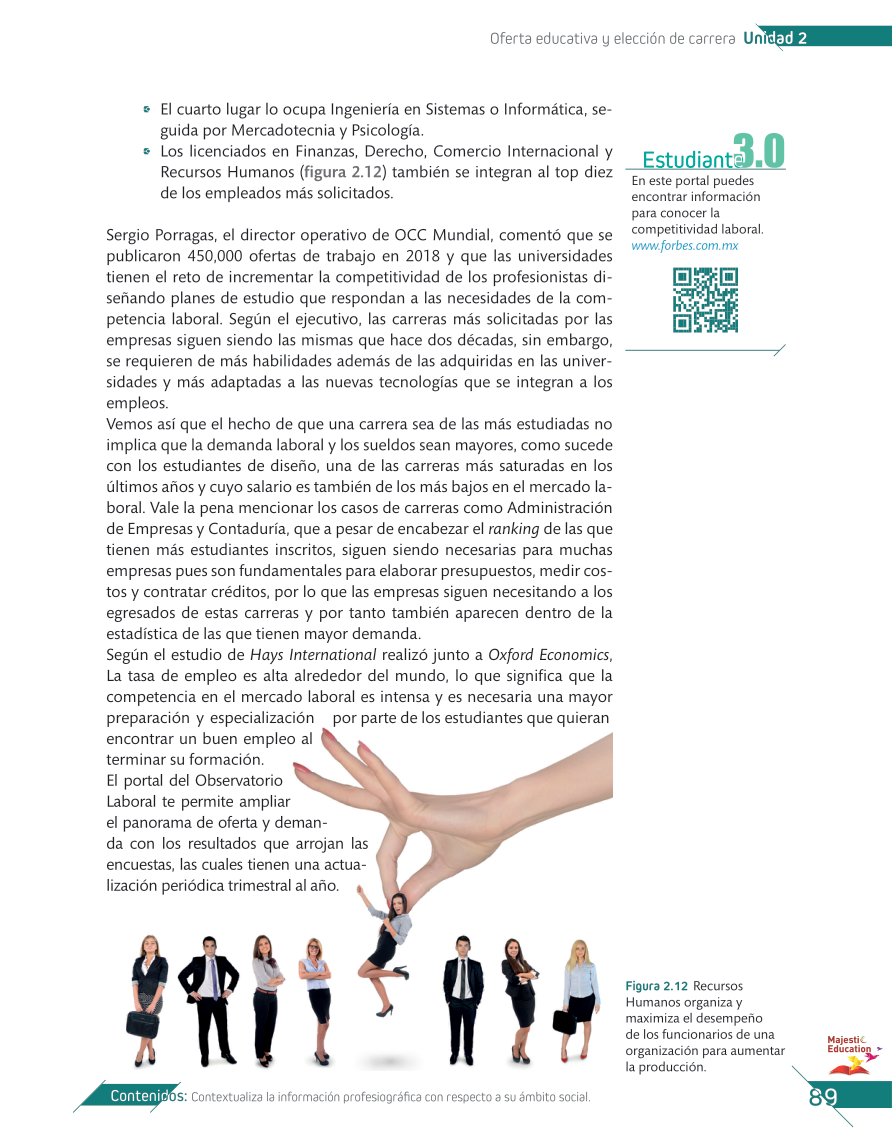 Oferta educativa y elección de carrera Unidad 2
El cuarto lugar lo ocupa Ingeniería en Sistemas o Informática, se-
guida por Mercadotecnia y Psicología.
Los licenciados en Finanzas, Derecho, Comercio Internacional y
Recursos Humanos (figura 2.12) también se integran al top diez
de los empleados más solicitados.
Sergio Porragas, el director operativo de OCC Mundial, comentó que se
publicaron 450,000 ofertas de trabajo en 2018 y que las universidades
tienen el reto de incrementar la competitividad de los profesionistas di-
señando planes de estudio que respondan a las necesidades de la com-
petencia laboral. Según el ejecutivo, las carreras más solicitadas por las
empresas siguen siendo las mismas que hace dos décadas, sin embargo,
se requieren de más habilidades además de las adquiridas en las univer-
sidades y más adaptadas a las nuevas tecnologías que se integran a los
empleos.
Vemos así que el hecho de que una carrera sea de las más estudiadas no
implica que la demanda laboral y los sueldos sean mayores, como sucede
con los estudiantes de diseño, una de las carreras más saturadas en los
últimos años y cuyo salario es también de los más bajos en el mercado la-
boral. Vale la pena mencionar los casos de carreras como Administración
de Empresas y Contaduría, que a pesar de encabezar el ranking de las que
tienen más estudiantes inscritos, siguen siendo necesarias para muchas
empresas pues son fundamentales para elaborar presupuestos, medir cos-
tos y contratar créditos, por lo que las empresas siguen necesitando a los
egresados de estas carreras y por tanto también aparecen dentro de la
estadística de las que tienen mayor demanda.
Según el estudio de Hays International realizó junto a Oxford Economics,
La tasa de empleo es alta alrededor del mundo, lo que significa que la
competencia en el mercado laboral es intensa y es necesaria una mayor
preparación y especialización por parte de los estudiantes que quieran
encontrar un buen empleo al
terminar su formación.
El portal del Observatorio
Laboral te permite ampliar
el panorama de oferta y deman-
da con los resultados que arrojan las
encuestas, las cuales tienen una actua-
lización periódica trimestral al año.
Estudiant@3.0
En este portal puedes
encontrar información
para conocer la
competitividad laboral.
www.forbes.com.mx
Figura 2.12 Recursos
Humanos organiza y
maximiza el desempeño
de los funcionarios de una
organización para aumentar
la producción.
Majestic
Education
Contenidos: Contextualiza la información profesiográfica con respecto a su ámbito social.
89